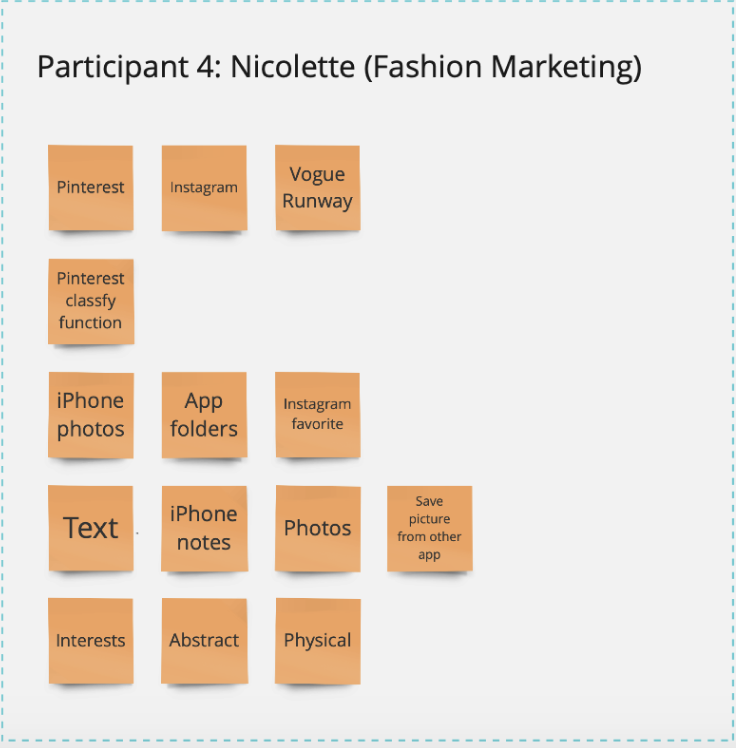 Participant 4: Nicolette (Fashion Marketing)
Pinterest
Instagram
Vogue
Runway
Pinterest
classfy
function
iPhone
photos
App
folders
Instagram
favorite
Text
iPhone
notes
Photos
Save
picture
from other
app
Interests
Abstract
Physical